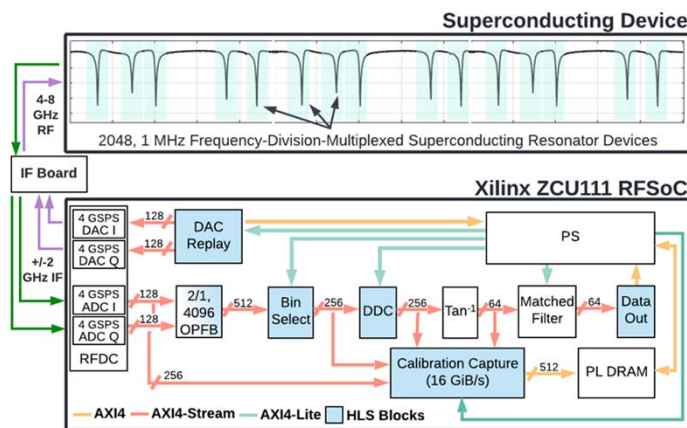 Superconducting Device
4-8
GHz
RF
2048, 1 MHz Frequency-Division-Multiplexed Superconducting Resonator Devices
IF Board
Xilinx ZCU111 RFSoC
4 GSPS
DAC I
128
4 GSPS
DAC Q
128
DAC
Replay
PS
+/-2
GHz IF
4 GSPS
ADC I
128
4 GSPS
ADC Q
128
RFDC
2/1,
4096
OPFB
512
Bin
Select
256
DDC
256
Tan-1
64
Matched
Filter
64
Data
Out
256
Calibration Capture
(16 GiB/s)
512
PL DRAM
AXI4
AXI4-Stream
AXI4-Lite
HLS Blocks